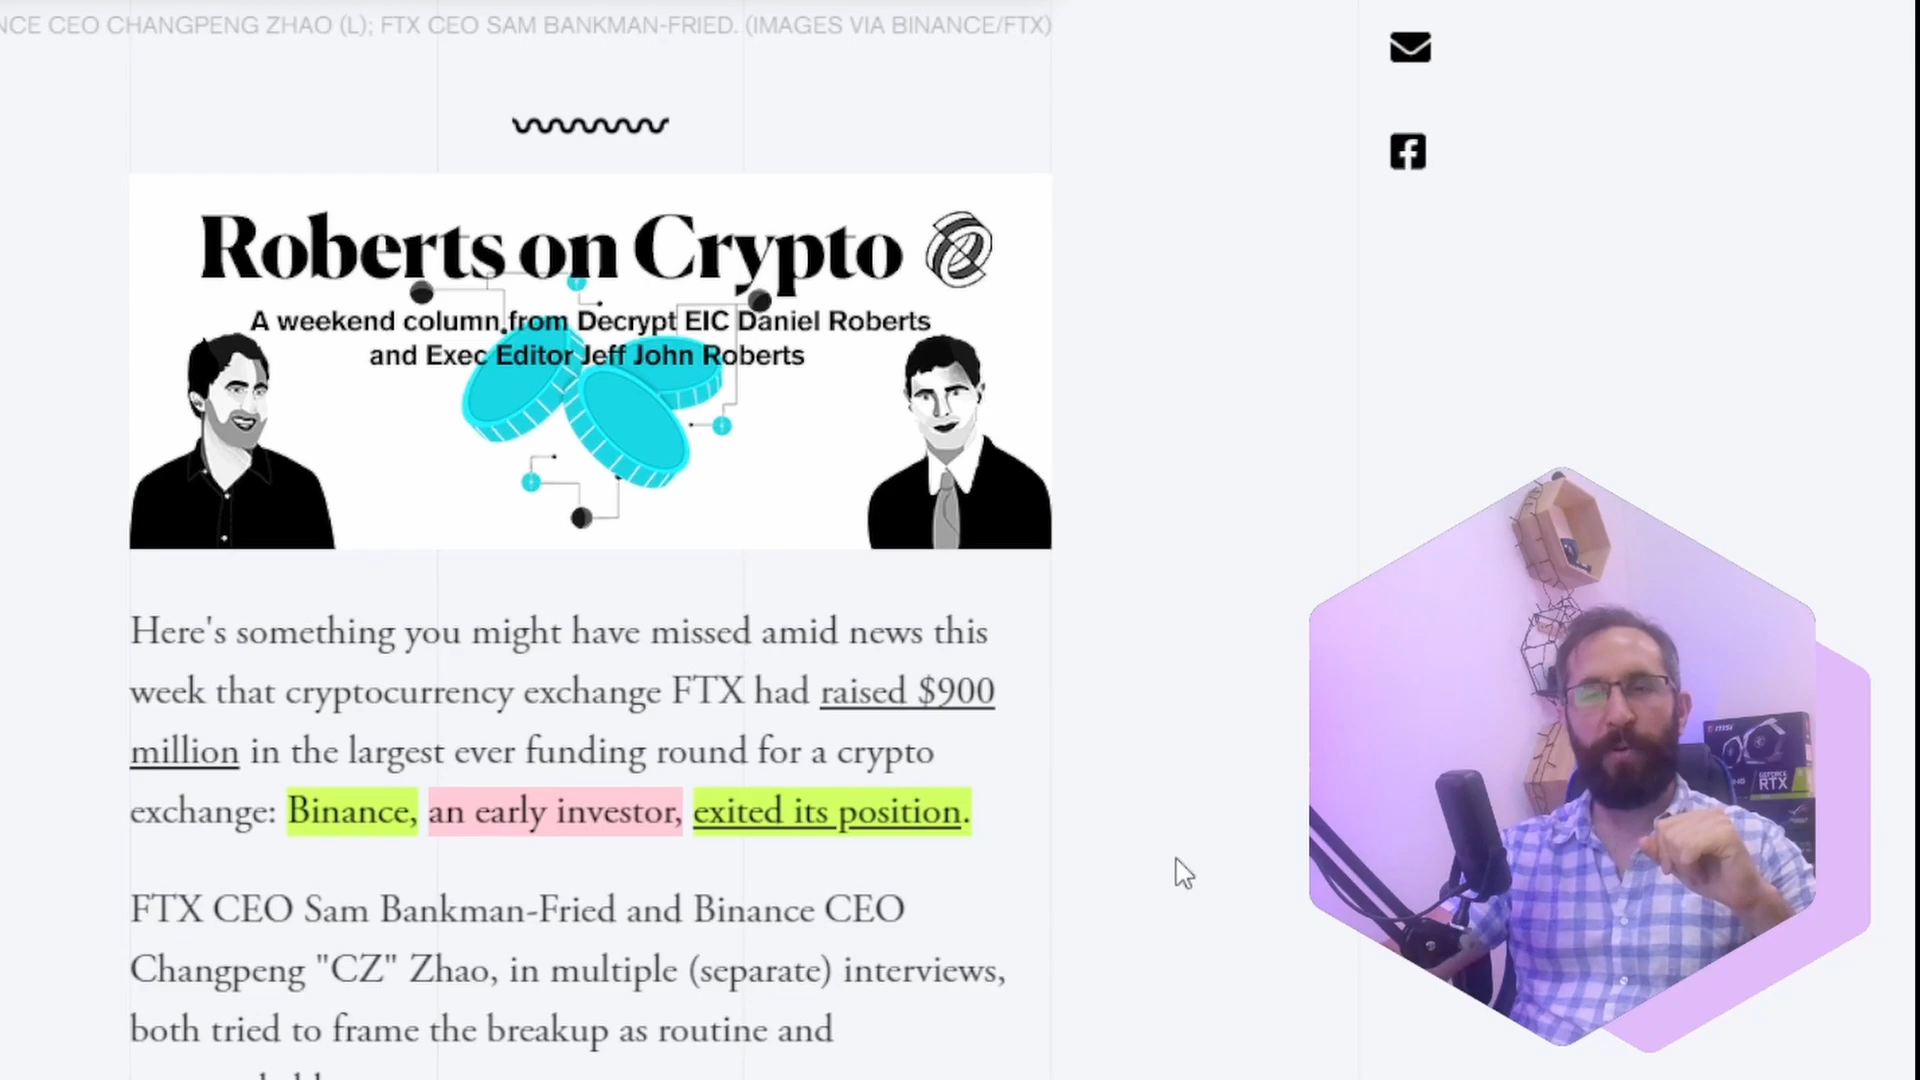 NCE CEO CHANGPENG ZHAO (L); FTX CEO SAM BANKMAN-FRIED. (IMAGES VIA BINANCE/FTX)
Roberts on Crypto
A weekend column from Decrypt EIC Daniel Roberts
and Exec Editor Jeff John Roberts
Here's something you might have missed amid news this
week that cryptocurrency exchange FTX had raised $900
million in the largest ever funding round for a crypto
exchange: Binance, an early investor, exited its position.
FTX CEO Sam Bankman-Fried and Binance CEO
Changpeng "CZ" Zhao, in multiple (separate) interviews,
both tried to frame the breakup as routine and
msi
GEFORCE
RTX